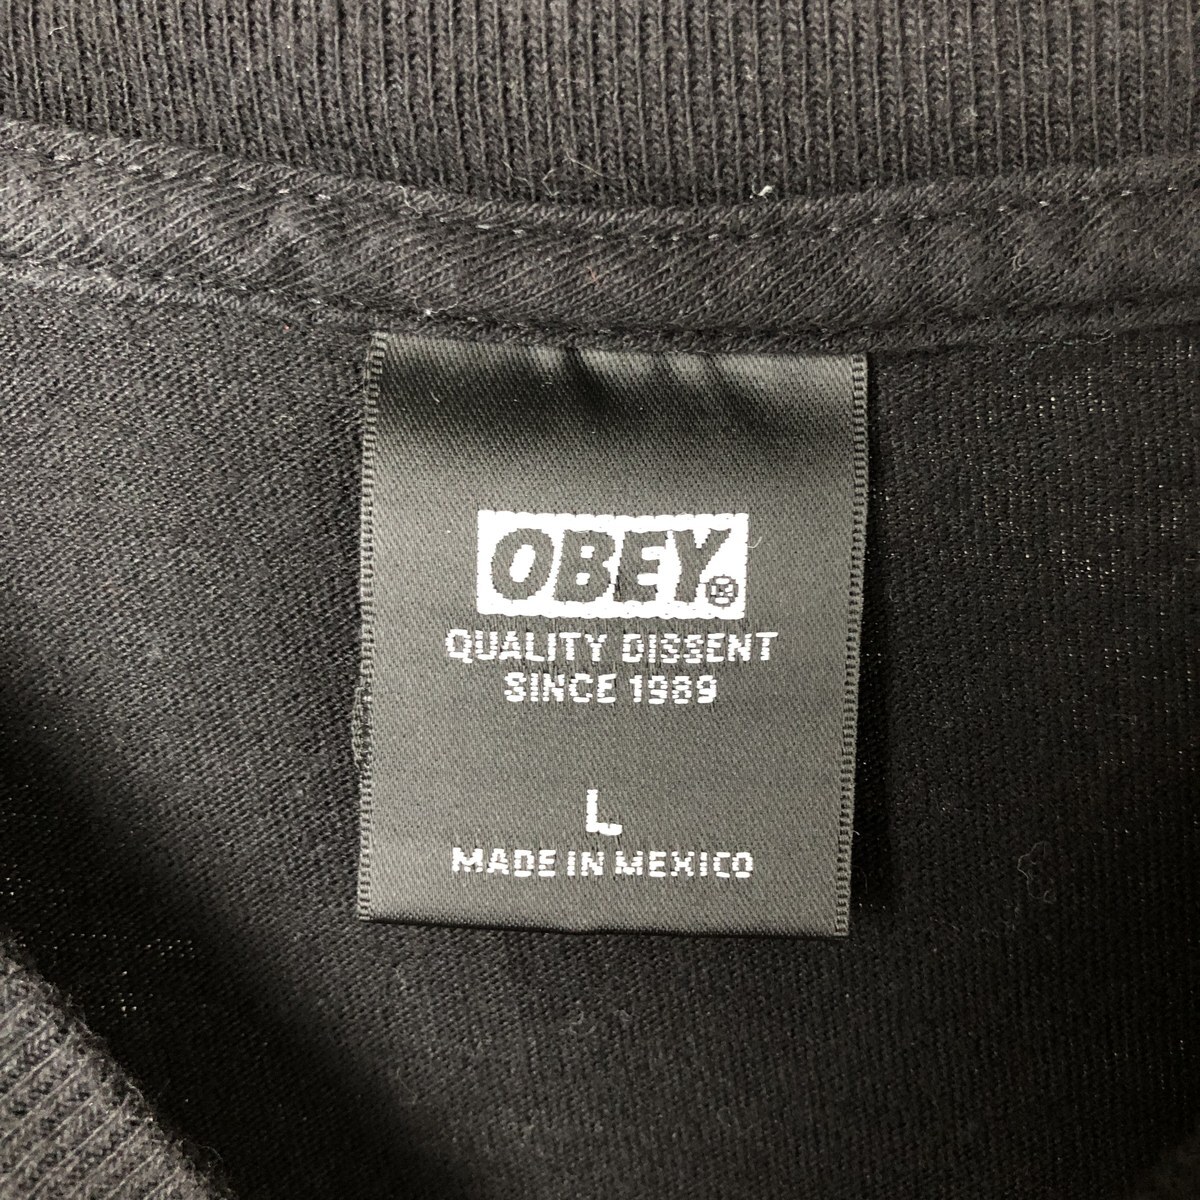 OBEY®
QUALITY DISSENT
SINCE 1989
L
MADE IN MEXICO